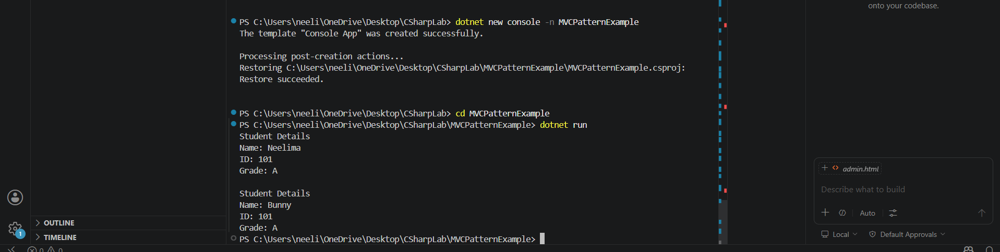 onto your codebase.
PS C:\Users\neeli\OneDrive\Desktop\CSharpLab> dotnet new console -n MVCPatternExample
The template "Console App" was created successfully.
Processing post-creation actions...
Restoring C:\Users\neeli\OneDrive\Desktop\CSharpLab\MVCPatternExample\MVCPatternExample.csproj:
Restore succeeded.
PS C:\Users\neeli\OneDrive\Desktop\CSharpLab> cd MVCPatternExample
PS C:\Users\neeli\OneDrive\Desktop\CSharpLab\MVCPatternExample> dotnet run
Student Details
Name: Neelima
ID: 101
Grade: A
Student Details
Name: Bunny
ID: 101
Grade: A
PS C:\Users\neeli\OneDrive\Desktop\CSharpLab\MVCPatternExample>
OUTLINE
TIMELINE
1
0 0
admin.html
Describe what to build
Auto
Local
Default Approvals